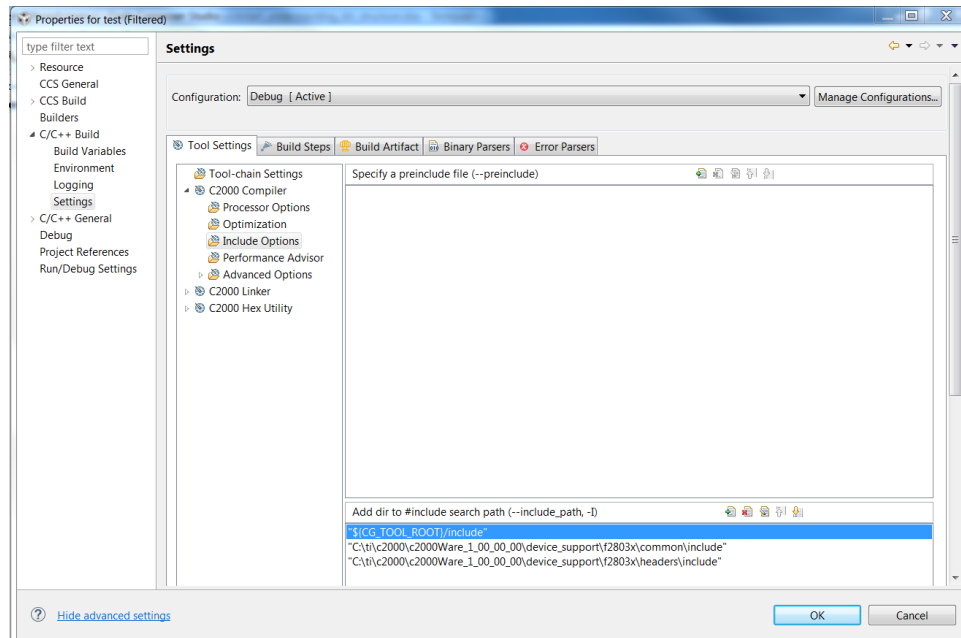 Properties for test (Filtered)
type filter text
Resource
CCS General
CCS Build
Builders
C/C++ Build
Build Variables
Environment
Logging
Settings
C/C++ General
Debug
Project References
Run/Debug Settings
Settings
Configuration: Debug [ Active ]
Manage Configurations...
Tool Settings
Build Steps
Build Artifact
Binary Parsers
Error Parsers
Tool-chain Settings
C2000 Compiler
Processor Options
Optimization
Include Options
Performance Advisor
Advanced Options
C2000 Linker
C2000 Hex Utility
Specify a preinclude file (--preinclude)
Add dir to #include search path (--include_path, -I)
"${CG_TOOL_ROOT}/include"
"C:\ti\c2000\c2000Ware_1_00_00_00\device_support\f2803x\common\include"
"C:\ti\c2000\c2000Ware_1_00_00_00\device_support\f2803x\headers\include"
Hide advanced settings
OK
Cancel